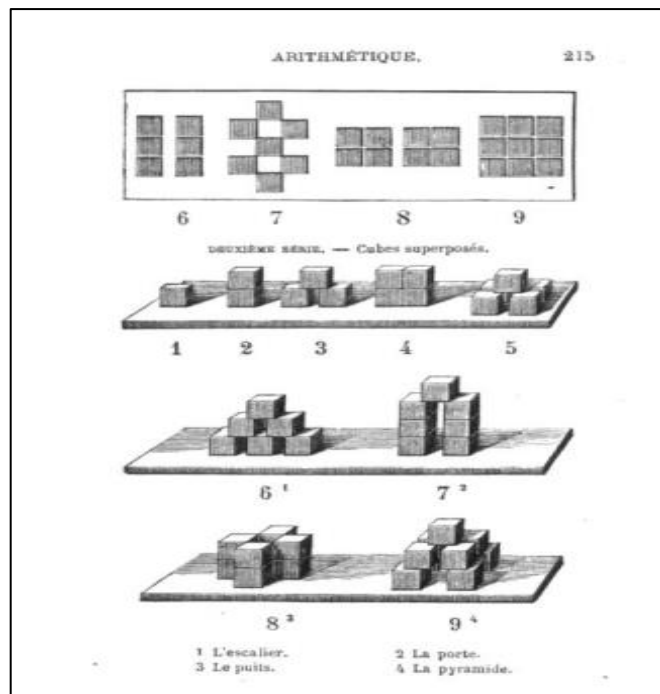 ARITHMÉTIQUE. 215
6 7 8 9
DEUXIÈME SÉRIE. — Cubes superposés.
1 2 3 4 5
6 ¹ 7 ²
8 ³ 9 ⁴
1 L'escalier. 2 La porte.
3 Le puits. 4 La pyramide.